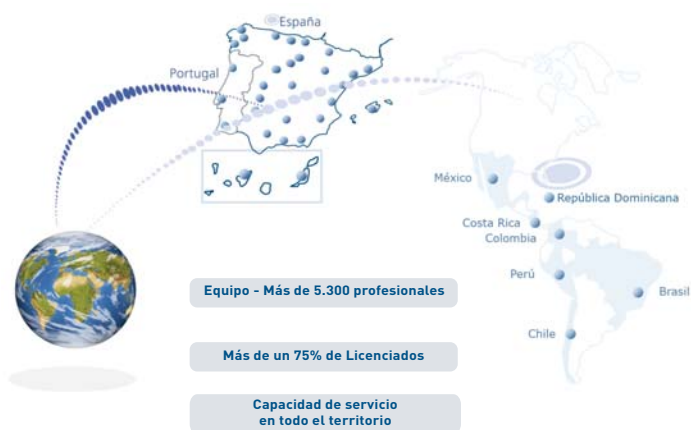 España
Portugal
México
República Dominicana
Costa Rica
Colombia
Perú
Brasil
Chile
Equipo - Más de 5.300 profesionales
Más de un 75% de Licenciados
Capacidad de servicio
en todo el territorio